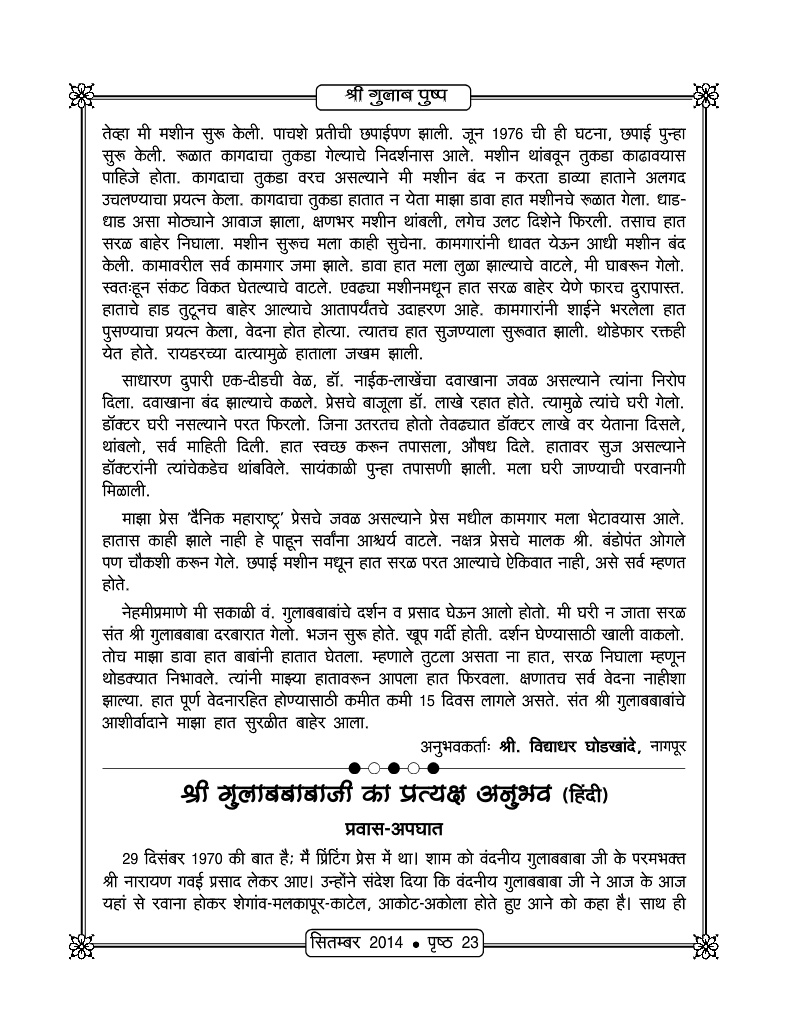 श्री गुलाब पुष्प
तेव्हा मी मशीन सुरू केली. पाचशे प्रतीची छपाईपण झाली. जून 1976 ची ही घटना, छपाई पुन्हा
सुरू केली. रूळात कागदाचा तुकडा गेल्याचे निदर्शनास आले. मशीन थांबवून तुकडा काढावयास
पाहिजे होता. कागदाचा तुकडा वरच असल्याने मी मशीन बंद न करता डाव्या हाताने अलगद
उचलण्याचा प्रयत्न केला. कागदाचा तुकडा हातात न येता माझा डावा हात मशीनचे रूळात गेला. धाड-
धाड असा मोठ्याने आवाज झाला, क्षणभर मशीन थांबली, लगेच उलट दिशेने फिरली. तसाच हात
सरळ बाहेर निघाला. मशीन सुरूच मला काही सुचेना. कामगारांनी धावत येऊन आधी मशीन बंद
केली. कामावरील सर्व कामगार जमा झाले. डावा हात मला लुळा झाल्याचे वाटले, मी घाबरून गेलो.
स्वतःहून संकट विकत घेतल्याचे वाटले. एवढ्या मशीनमधून हात सरळ बाहेर येणे फारच दुरापास्त.
हाताचे हाड तुटूनच बाहेर आल्याचे आतापर्यंतचे उदाहरण आहे. कामगारांनी शाईने भरलेला हात
पुसण्याचा प्रयत्न केला, वेदना होत होत्या. त्यातच हात सुजण्याला सुरूवात झाली. थोडेफार रक्तही
येत होते. रायडरच्या दात्यामुळे हाताला जखम झाली.
साधारण दुपारी एक-दीडची वेळ, डॉ. नाईक-लाखेंचा दवाखाना जवळ असल्याने त्यांना निरोप
दिला. दवाखाना बंद झाल्याचे कळले. प्रेसचे बाजूला डॉ. लाखे रहात होते. त्यामुळे त्यांचे घरी गेलो.
डॉक्टर घरी नसल्याने परत फिरलो. जिना उतरतच होतो तेवढ्यात डॉक्टर लाखे वर येताना दिसले,
थांबलो, सर्व माहिती दिली. हात स्वच्छ करून तपासला, औषध दिले. हातावर सुज असल्याने
डॉक्टरांनी त्यांचेकडेच थांबविले. सायंकाळी पुन्हा तपासणी झाली. मला घरी जाण्याची परवानगी
मिळाली.
माझा प्रेस ‘दैनिक महाराष्ट्र’ प्रेसचे जवळ असल्याने प्रेस मधील कामगार मला भेटावयास आले.
हातास काही झाले नाही हे पाहून सर्वांना आश्चर्य वाटले. नक्षत्र प्रेसचे मालक श्री. बंडोपंत ओगले
पण चौकशी करून गेले. छपाई मशीन मधून हात सरळ परत आल्याचे ऐकिवात नाही, असे सर्व म्हणत
होते.
नेहमीप्रमाणे मी सकाळी वं. गुलाबबाबांचे दर्शन व प्रसाद घेऊन आलो होतो. मी घरी न जाता सरळ
संत श्री गुलाबबाबा दरबारात गेलो. भजन सुरू होते. खूप गर्दी होती. दर्शन घेण्यासाठी खाली वाकलो.
तोच माझा डावा हात बाबांनी हातात घेतला. म्हणाले तुटला असता ना हात, सरळ निघाला म्हणून
थोडक्यात निभावले. त्यांनी माझ्या हातावरून आपला हात फिरवला. क्षणातच सर्व वेदना नाहीशा
झाल्या. हात पूर्ण वेदनारहित होण्यासाठी कमीत कमी 15 दिवस लागले असते. संत श्री गुलाबबाबांचे
आशीर्वादाने माझा हात सुरळीत बाहेर आला.
अनुभवकर्ताः श्री. विद्याधर घोडखांदे, नागपूर
श्री गुलाबबाबाजी का प्रत्यक्ष अनुभव (हिंदी)
प्रवास-अपघात
29 दिसंबर 1970 की बात है; मैं प्रिंटिंग प्रेस में था। शाम को वंदनीय गुलाबबाबा जी के परमभक्त
श्री नारायण गवई प्रसाद लेकर आए। उन्होंने संदेश दिया कि वंदनीय गुलाबबाबा जी ने आज के आज
यहां से रवाना होकर शेगांव-मलकापूर-काटेल, आकोट-अकोला होते हुए आने को कहा है। साथ ही
सितम्बर 2014 ● पृष्ठ 23